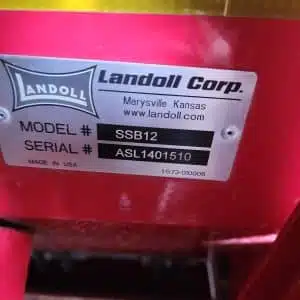 LANDOLL
Landoll Corp.
Marysville Kansas
www.landoll.com
MODEL # SSB12
SERIAL # ASL1401510
MADE IN USA